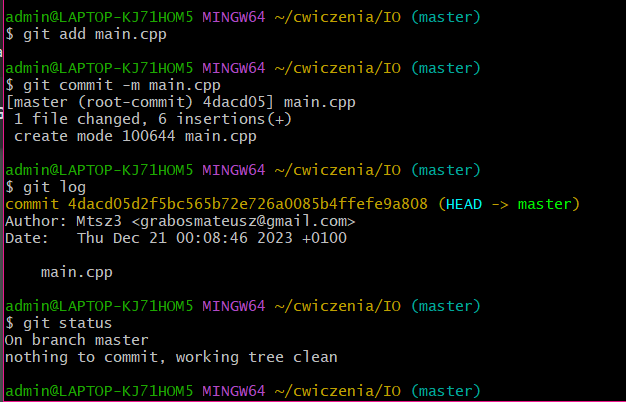 admin@LAPTOP-KJ71HOM5 MINGW64 ~/cwiczenia/IO (master)
$ git add main.cpp
admin@LAPTOP-KJ71HOM5 MINGW64 ~/cwiczenia/IO (master)
$ git commit -m main.cpp
[master (root-commit) 4dacd05] main.cpp
 1 file changed, 6 insertions(+)
 create mode 100644 main.cpp
admin@LAPTOP-KJ71HOM5 MINGW64 ~/cwiczenia/IO (master)
$ git log
commit 4dacd05d2f5bc565b72e726a0085b4ffefe9a808 (HEAD -> master)
Author: Mtsz3 <grabosmateusz@gmail.com>
Date:   Thu Dec 21 00:08:46 2023 +0100
    main.cpp
admin@LAPTOP-KJ71HOM5 MINGW64 ~/cwiczenia/IO (master)
$ git status
On branch master
nothing to commit, working tree clean
admin@LAPTOP-KJ71HOM5 MINGW64 ~/cwiczenia/IO (master)